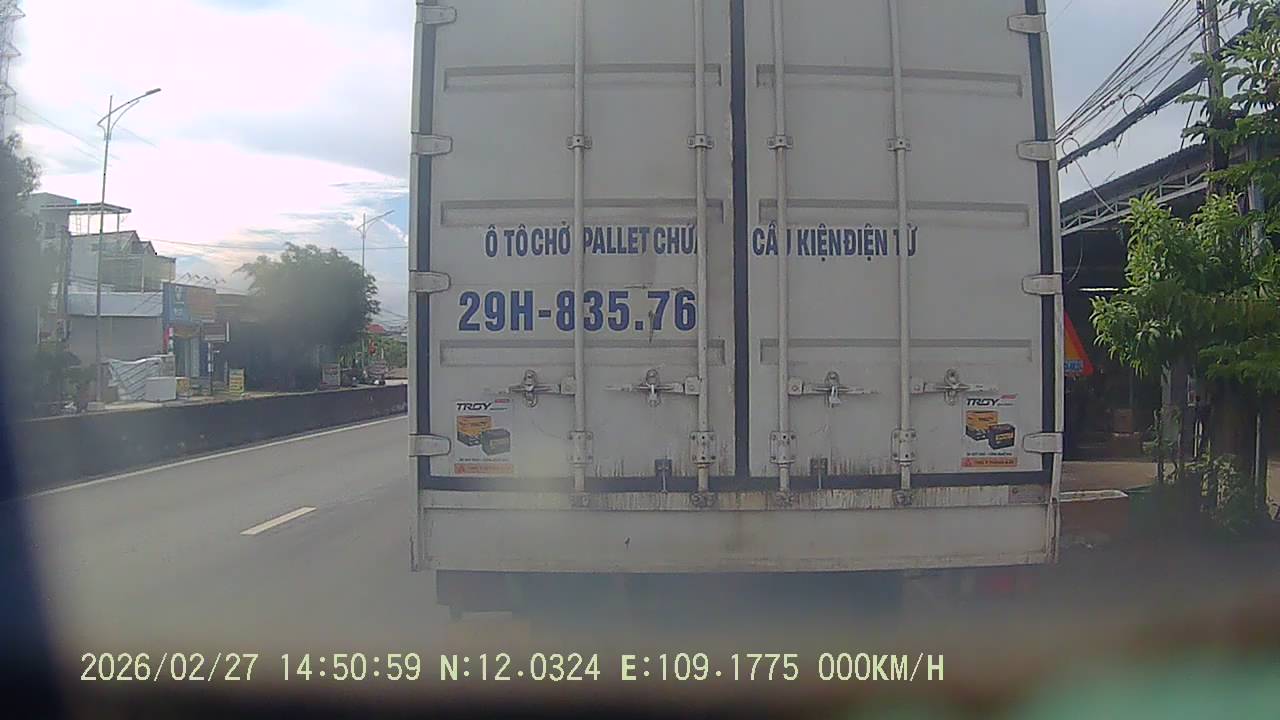 Ô TÔ CHỞ PALLET CHỨA CẤU KIỆN ĐIỆN TỬ
29H-835.76
TROY
TROY
2026/02/27 14:50:59 N:12.0324 E:109.1775 000KM/H